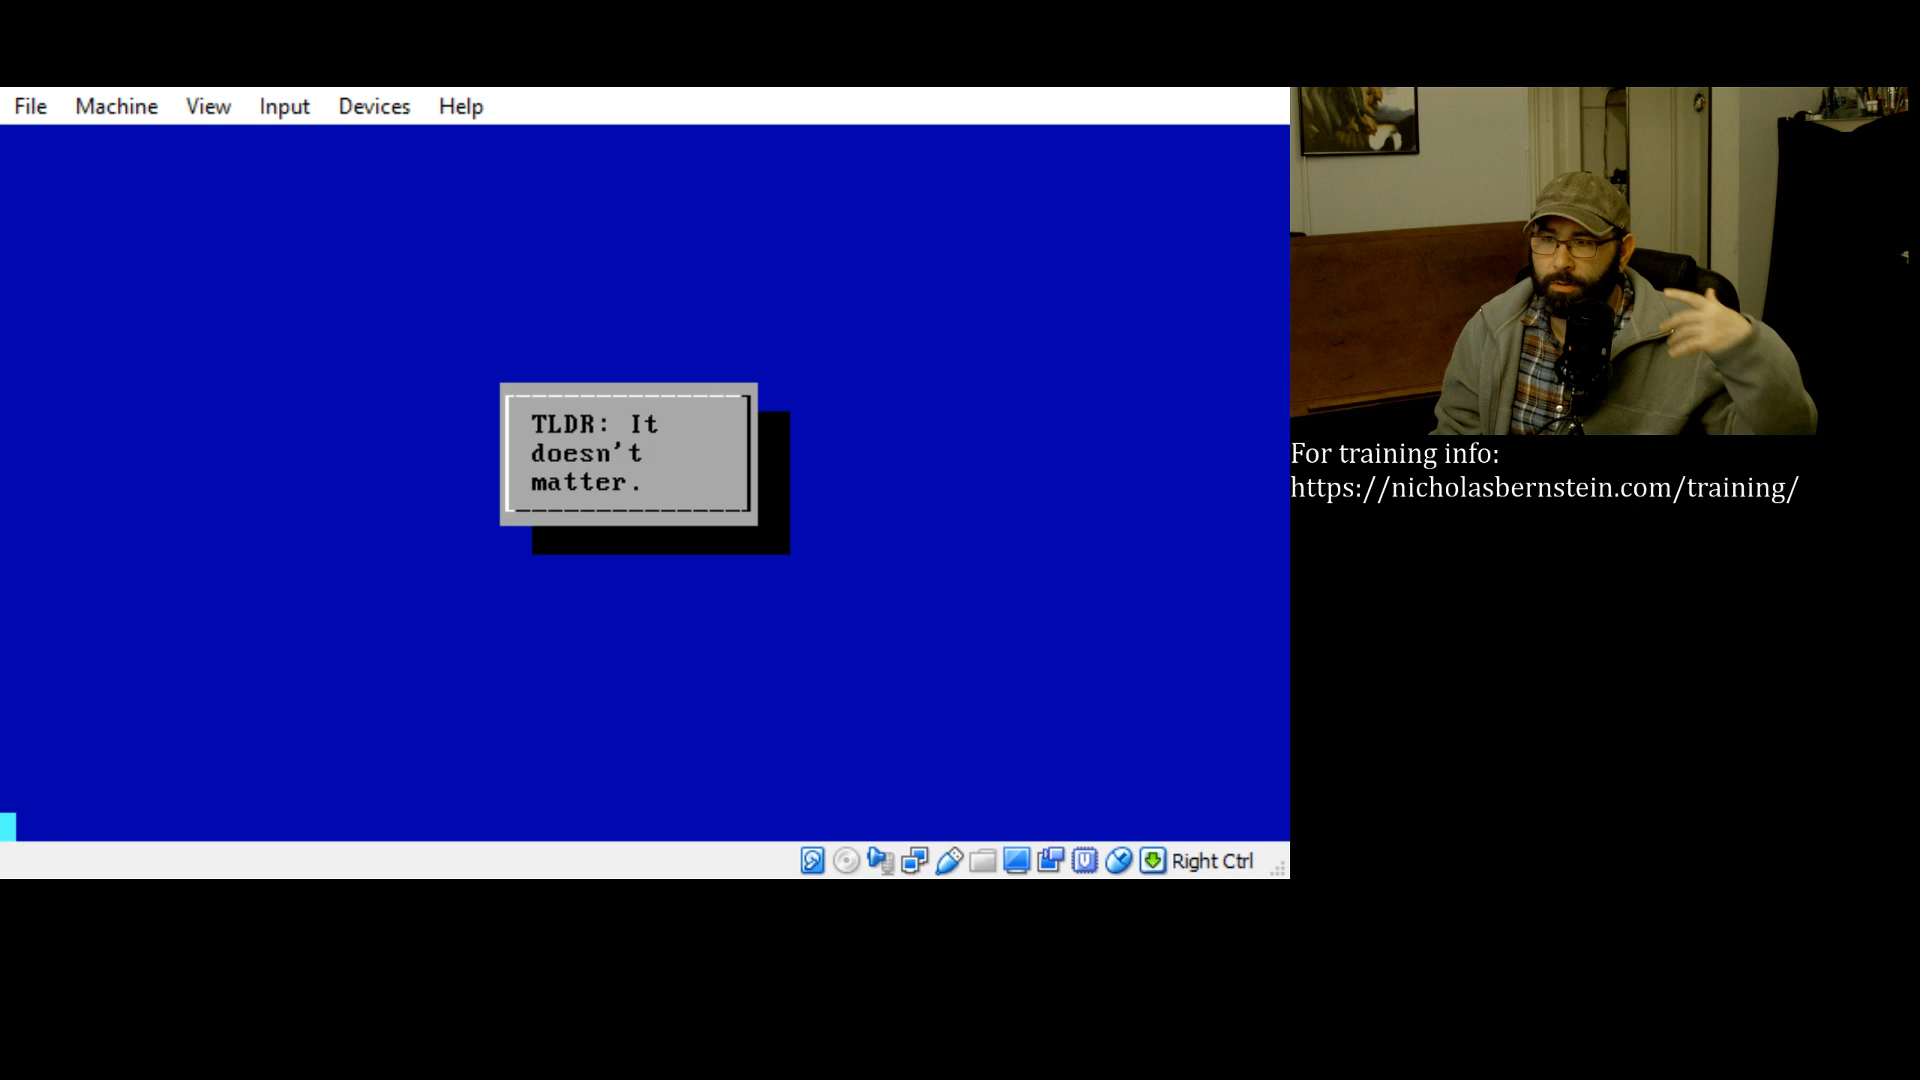 File Machine View Input Devices Help
TLDR: It
doesn't
matter.
For training info:
https://nicholasbernstein.com/training/
Right Ctrl